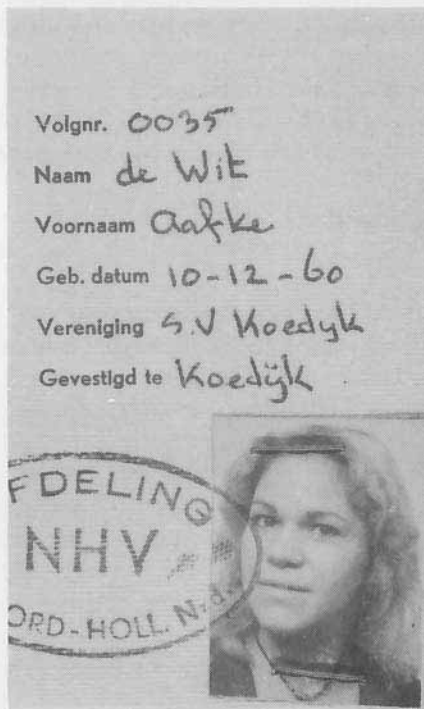 Volgnr. 0035
Naam de Wit
Voornaam Aafke
Geb. datum 10-12-60
Vereniging S.V Koedyk
Gevestigd te Koedijk
FDELING
NHV
ORD-HOLL. N.d.